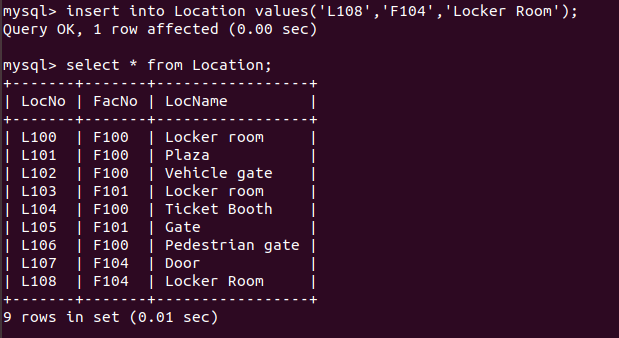 mysql> insert into Location values('L108','F104','Locker Room');
Query OK, 1 row affected (0.00 sec)
mysql> select * from Location;
+-------+-------+-----------------+
| LocNo | FacNo | LocName         |
+-------+-------+-----------------+
| L100  | F100  | Locker room     |
| L101  | F100  | Plaza           |
| L102  | F100  | Vehicle gate    |
| L103  | F101  | Locker room     |
| L104  | F100  | Ticket Booth    |
| L105  | F101  | Gate            |
| L106  | F100  | Pedestrian gate |
| L107  | F104  | Door            |
| L108  | F104  | Locker Room     |
+-------+-------+-----------------+
9 rows in set (0.01 sec)